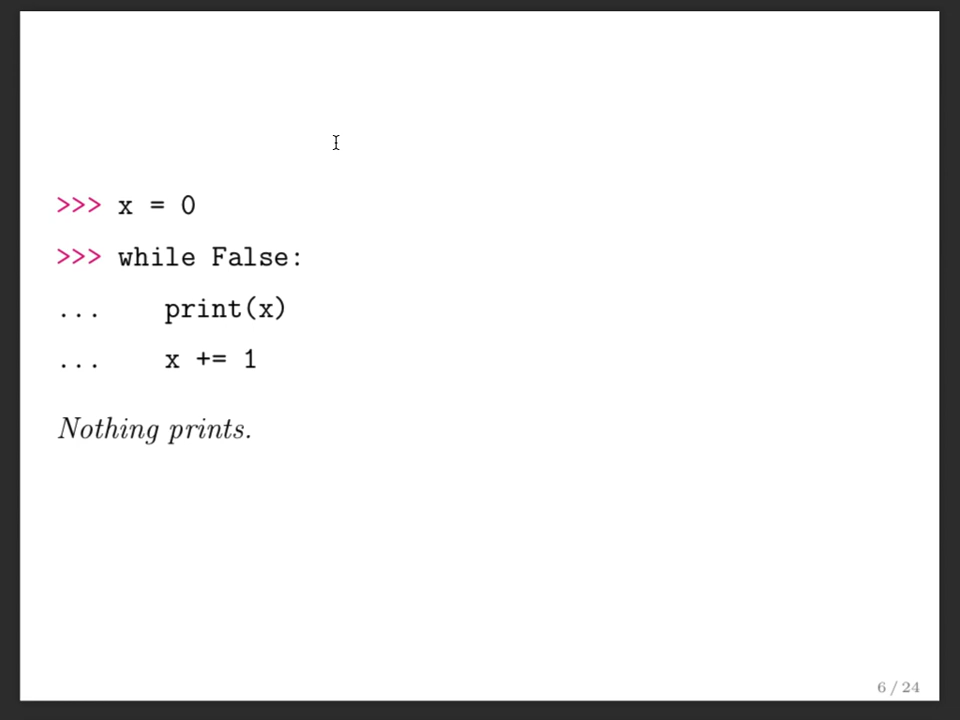 >>> x = 0
>>> while False:
...    print(x)
...    x += 1
Nothing prints.
6 / 24